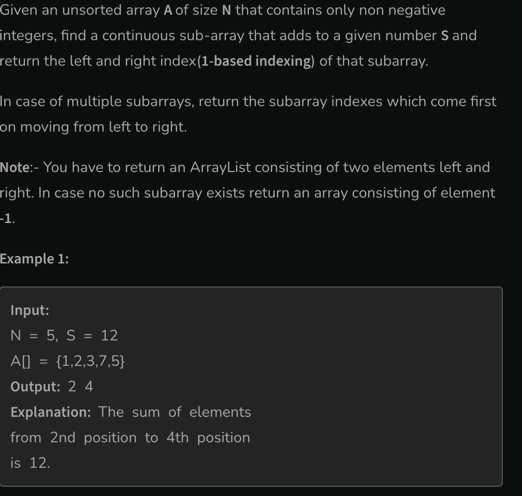 Given an unsorted array A of size N that contains only non negative
integers, find a continuous sub-array that adds to a given number S and
return the left and right index(1-based indexing) of that subarray.
In case of multiple subarrays, return the subarray indexes which come first
on moving from left to right.
Note:- You have to return an ArrayList consisting of two elements left and
right. In case no such subarray exists return an array consisting of element
-1.
Example 1:
Input:
N = 5, S = 12
A[] = {1,2,3,7,5}
Output: 2 4
Explanation: The sum of elements
from 2nd position to 4th position
is 12.